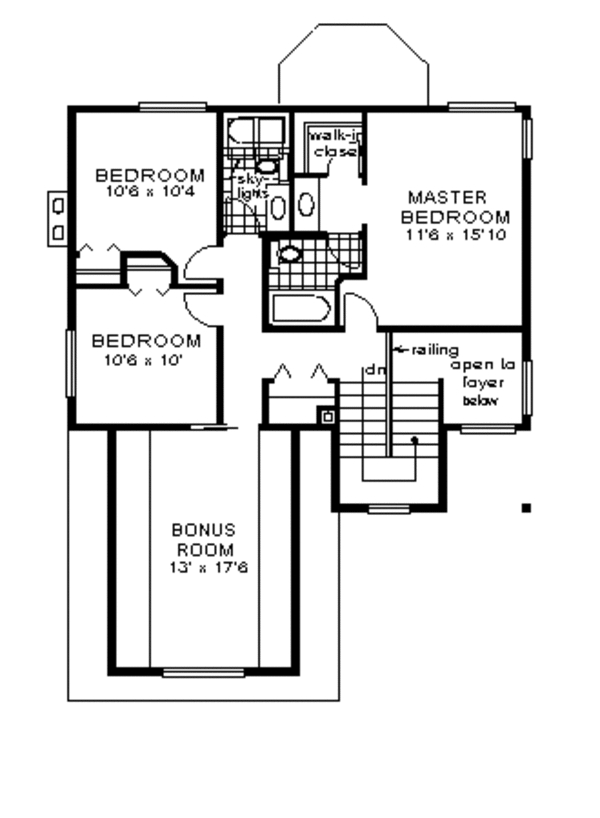 BEDROOM
10'6 x 10'4
sky-
lights
walk-in
closet
MASTER
BEDROOM
11'6 x 15'10
BEDROOM
10'6 x 10'
railing
dn
open to
foyer
below
BONUS
ROOM
13' x 17'6